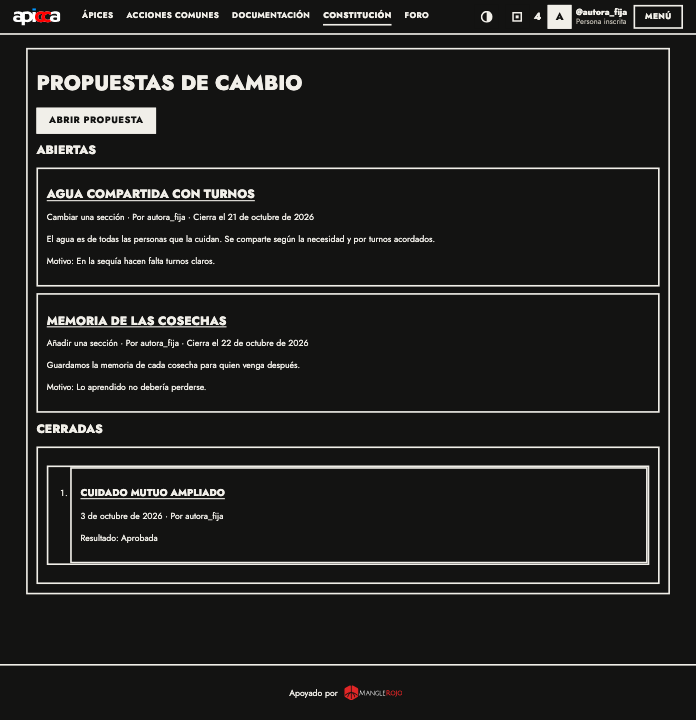 apicca
ÁPICES
ACCIONES COMUNES
DOCUMENTACIÓN
CONSTITUCIÓN
FORO
4
A
@autora_fija
Persona inscrita
MENÚ
PROPUESTAS DE CAMBIO
ABRIR PROPUESTA
ABIERTAS
AGUA COMPARTIDA CON TURNOS
Cambiar una sección · Por autora_fija · Cierra el 21 de octubre de 2026
El agua es de todas las personas que la cuidan. Se comparte según la necesidad y por turnos acordados.
Motivo: En la sequía hacen falta turnos claros.
MEMORIA DE LAS COSECHAS
Añadir una sección · Por autora_fija · Cierra el 22 de octubre de 2026
Guardamos la memoria de cada cosecha para quien venga después.
Motivo: Lo aprendido no debería perderse.
CERRADAS
1.
CUIDADO MUTUO AMPLIADO
3 de octubre de 2026 · Por autora_fija
Resultado: Aprobada
Apoyado por
MANGLEROJO